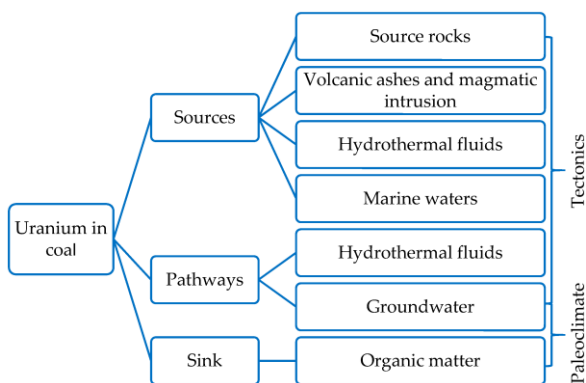 Source rocks
Volcanic ashes and magmatic
intrusion
Sources
Hydrothermal fluids
Marine waters
Tectonics
Uranium in
coal
Hydrothermal fluids
Pathways
Groundwater
Sink
Organic matter
Paleoclimate